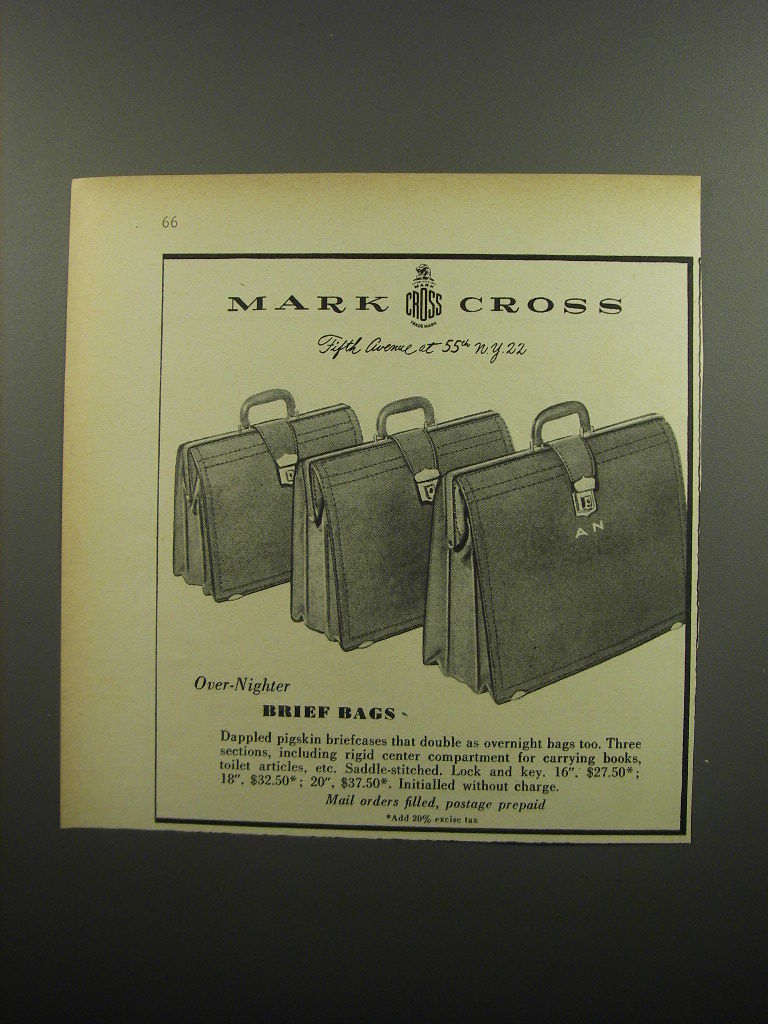 66
MARK CROSS
MARK
CROSS
TRADE MARK
Fifth Avenue at 55th N.Y. 22
AN
Over-Nighter
BRIEF BAGS
Dappled pigskin briefcases that double as overnight bags too. Three
sections, including rigid center compartment for carrying books,
toilet articles, etc. Saddle-stitched. Lock and key. 16". $27.50*;
18", $32.50*; 20", $37.50*. Initialled without charge.
Mail orders filled, postage prepaid
*Add 20% excise tax